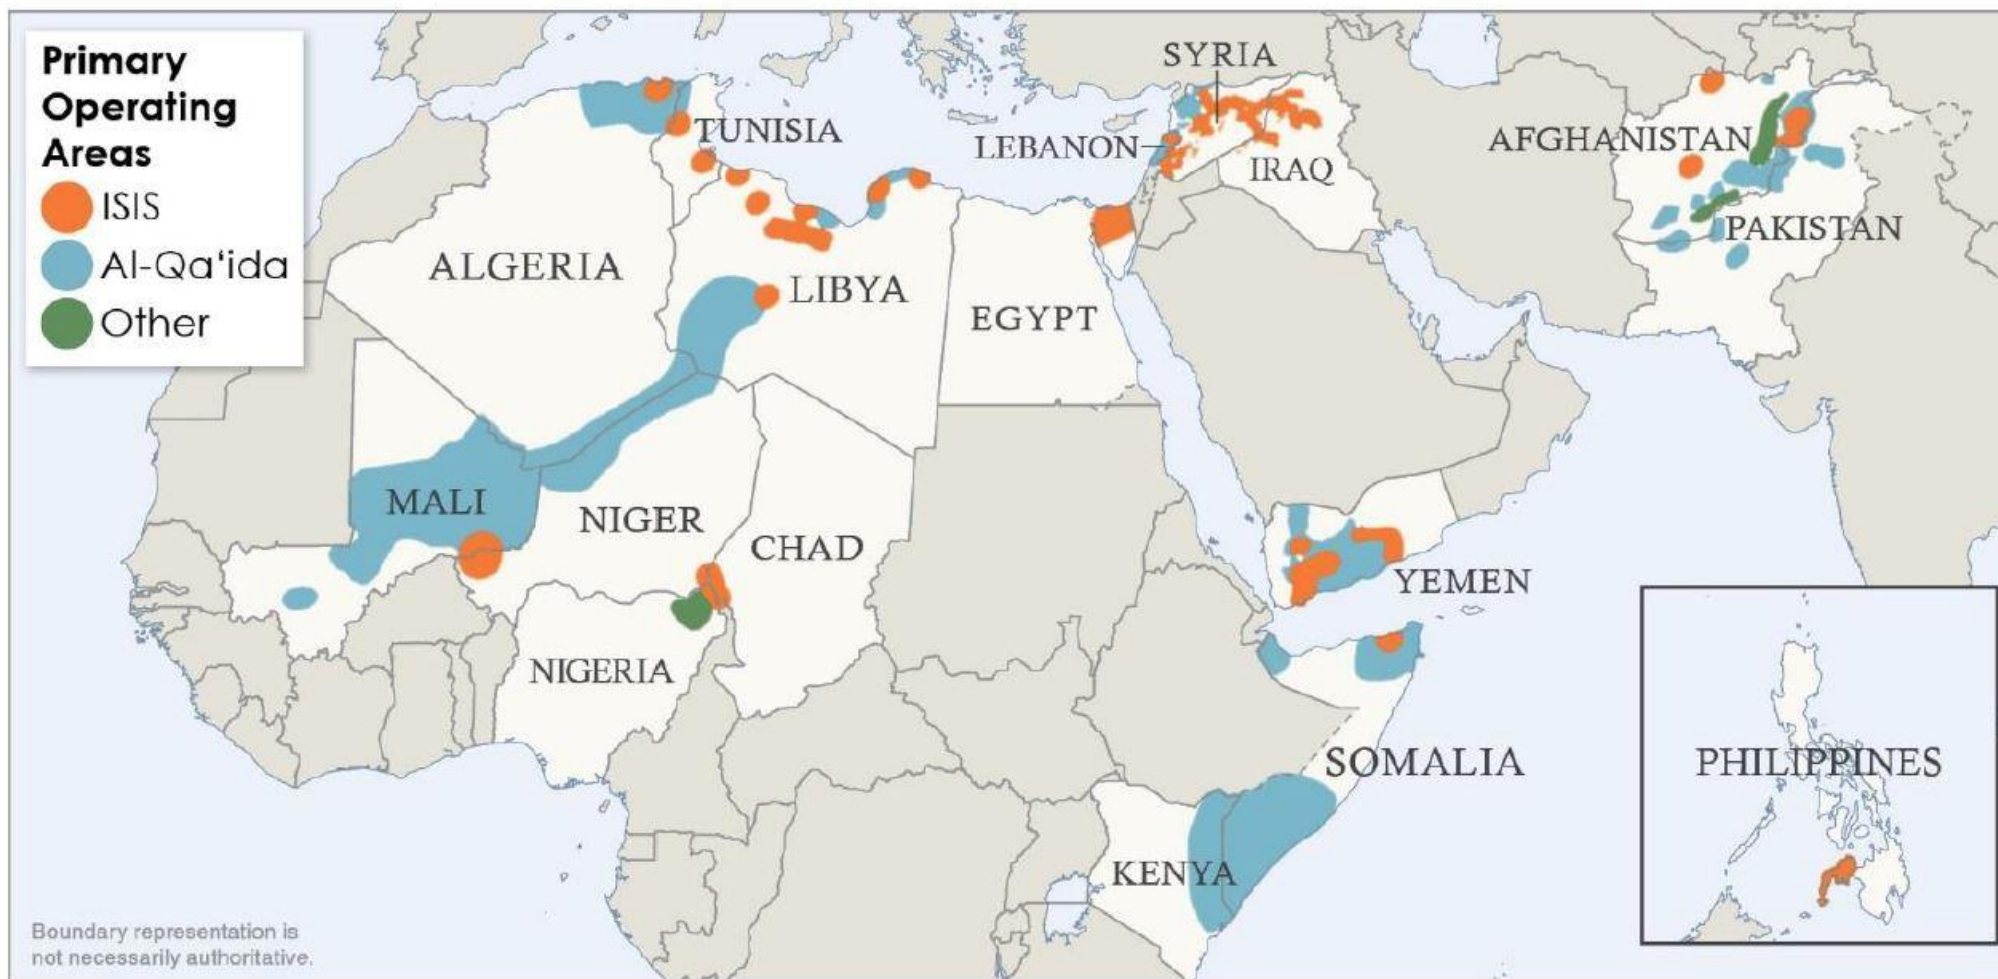 Primary
Operating
Areas
ISIS
Al-Qa‘ida
Other
SYRIA
LEBANON
IRAQ
AFGHANISTAN
PAKISTAN
TUNISIA
ALGERIA
LIBYA
EGYPT
MALI
NIGER
CHAD
YEMEN
NIGERIA
SOMALIA
KENYA
PHILIPPINES
Boundary representation is
not necessarily authoritative.